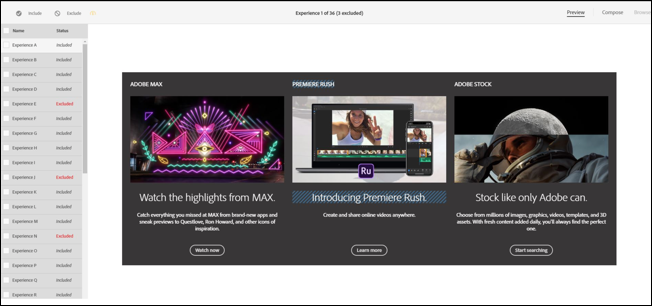 Include Exclude
Experience 1 of 36 (3 excluded)
Preview Compose Browse
Name Status
Experience A Included
Experience B Included
Experience C Included
Experience D Included
Experience E Excluded
Experience F Included
Experience G Included
Experience H Included
Experience I Included
Experience J Excluded
Experience K Included
Experience L Included
Experience M Included
Experience N Excluded
Experience O Included
Experience P Included
Experience Q Included
Experience R Included
ADOBE MAX
Watch the highlights from MAX.
Catch everything you missed at MAX from brand-new apps and
sneak previews to Questlove, Ron Howard, and other icons of
inspiration.
Watch now
PREMIERE RUSH
Ru
Introducing Premiere Rush.
Create and share online videos anywhere.
Learn more
ADOBE STOCK
Stock like only Adobe can.
Choose from millions of images, graphics, videos, templates, and 3D
assets. With fresh content added daily, you'll always find the perfect
one.
Start searching